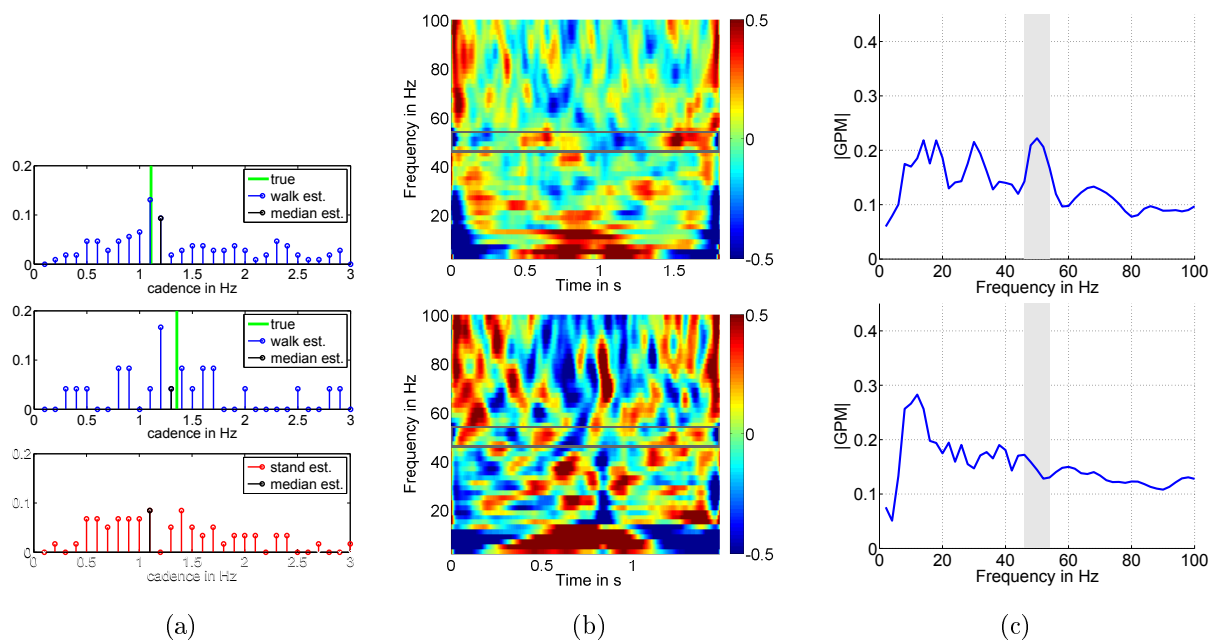 0.2
0.1
0
true
walk est.
median est.
0 0.5 1 1.5 2 2.5 3
cadence in Hz
0.2
0.1
0
true
walk est.
median est.
0 0.5 1 1.5 2 2.5 3
cadence in Hz
0.2
0.1
0
stand est.
median est.
0 0.5 1 1.5 2 2.5 3
cadence in Hz
(a)
100
80
60
40
20
Frequency in Hz
0 0.5 1 1.5
Time in s
0.5
0
-0.5
100
80
60
40
20
Frequency in Hz
0 0.5 1
Time in s
0.5
0
-0.5
(b)
0.4
0.3
0.2
0.1
0
|GPM|
0 20 40 60 80 100
Frequency in Hz
0.4
0.3
0.2
0.1
0
|GPM|
0 20 40 60 80 100
Frequency in Hz
(c)